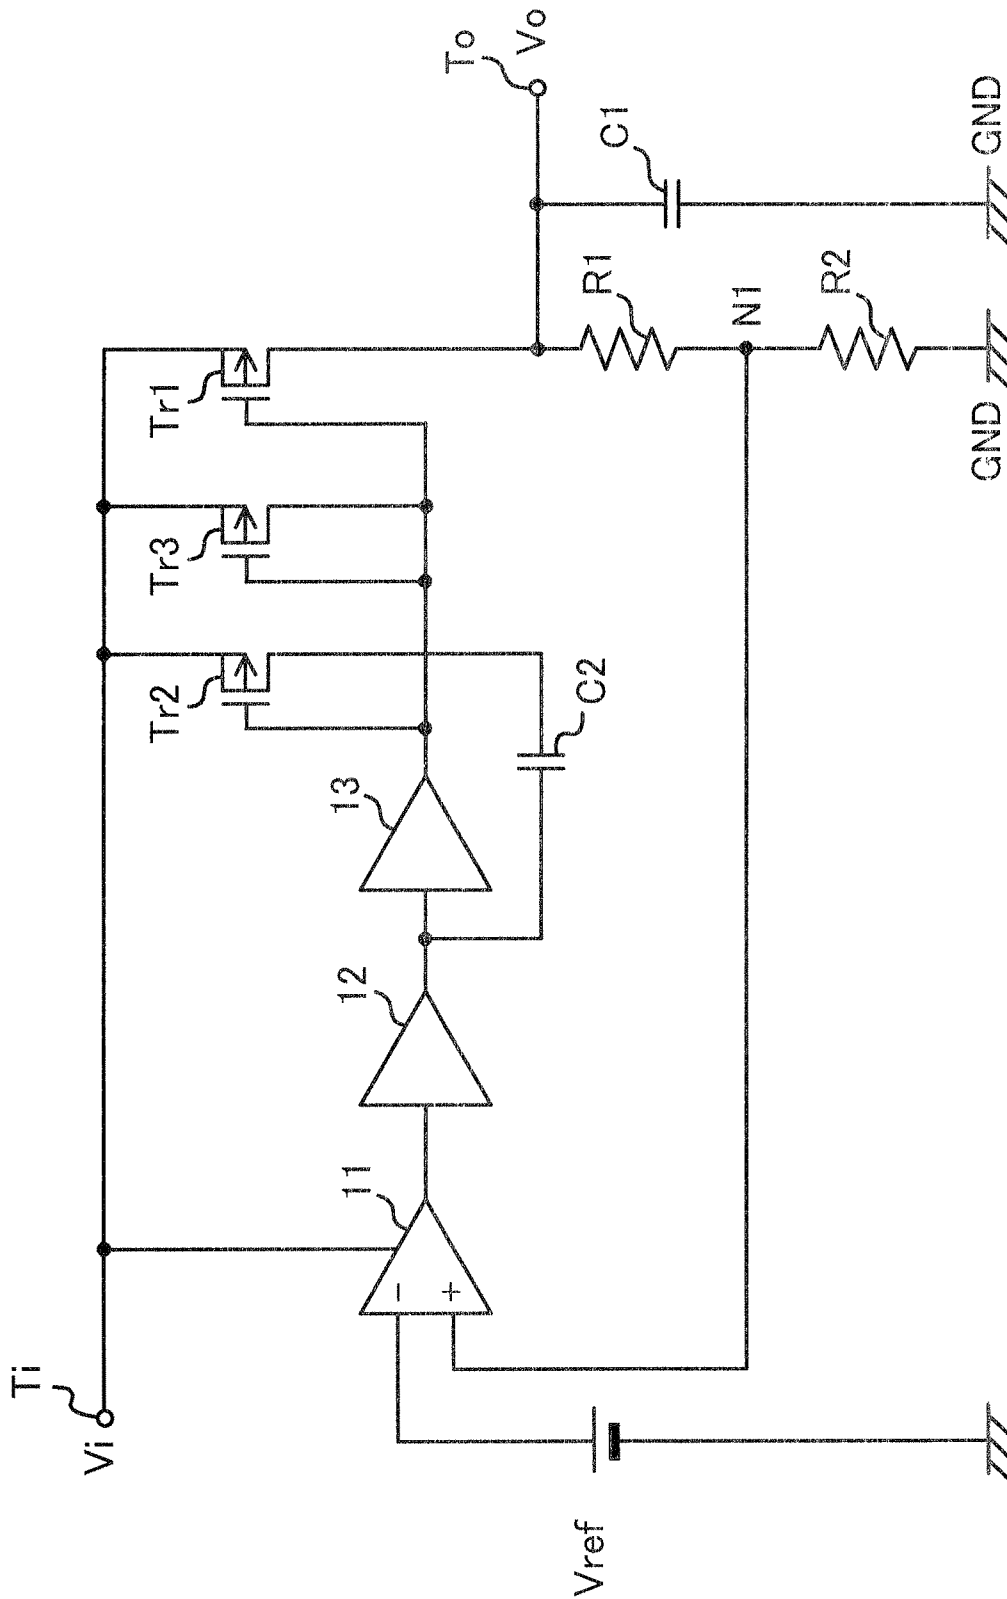 Ti
Vi
Tr2
Tr3
Tr1
To
Vo
11
12
13
-
+
C2
R1
C1
N1
R2
Vref
GND
GND